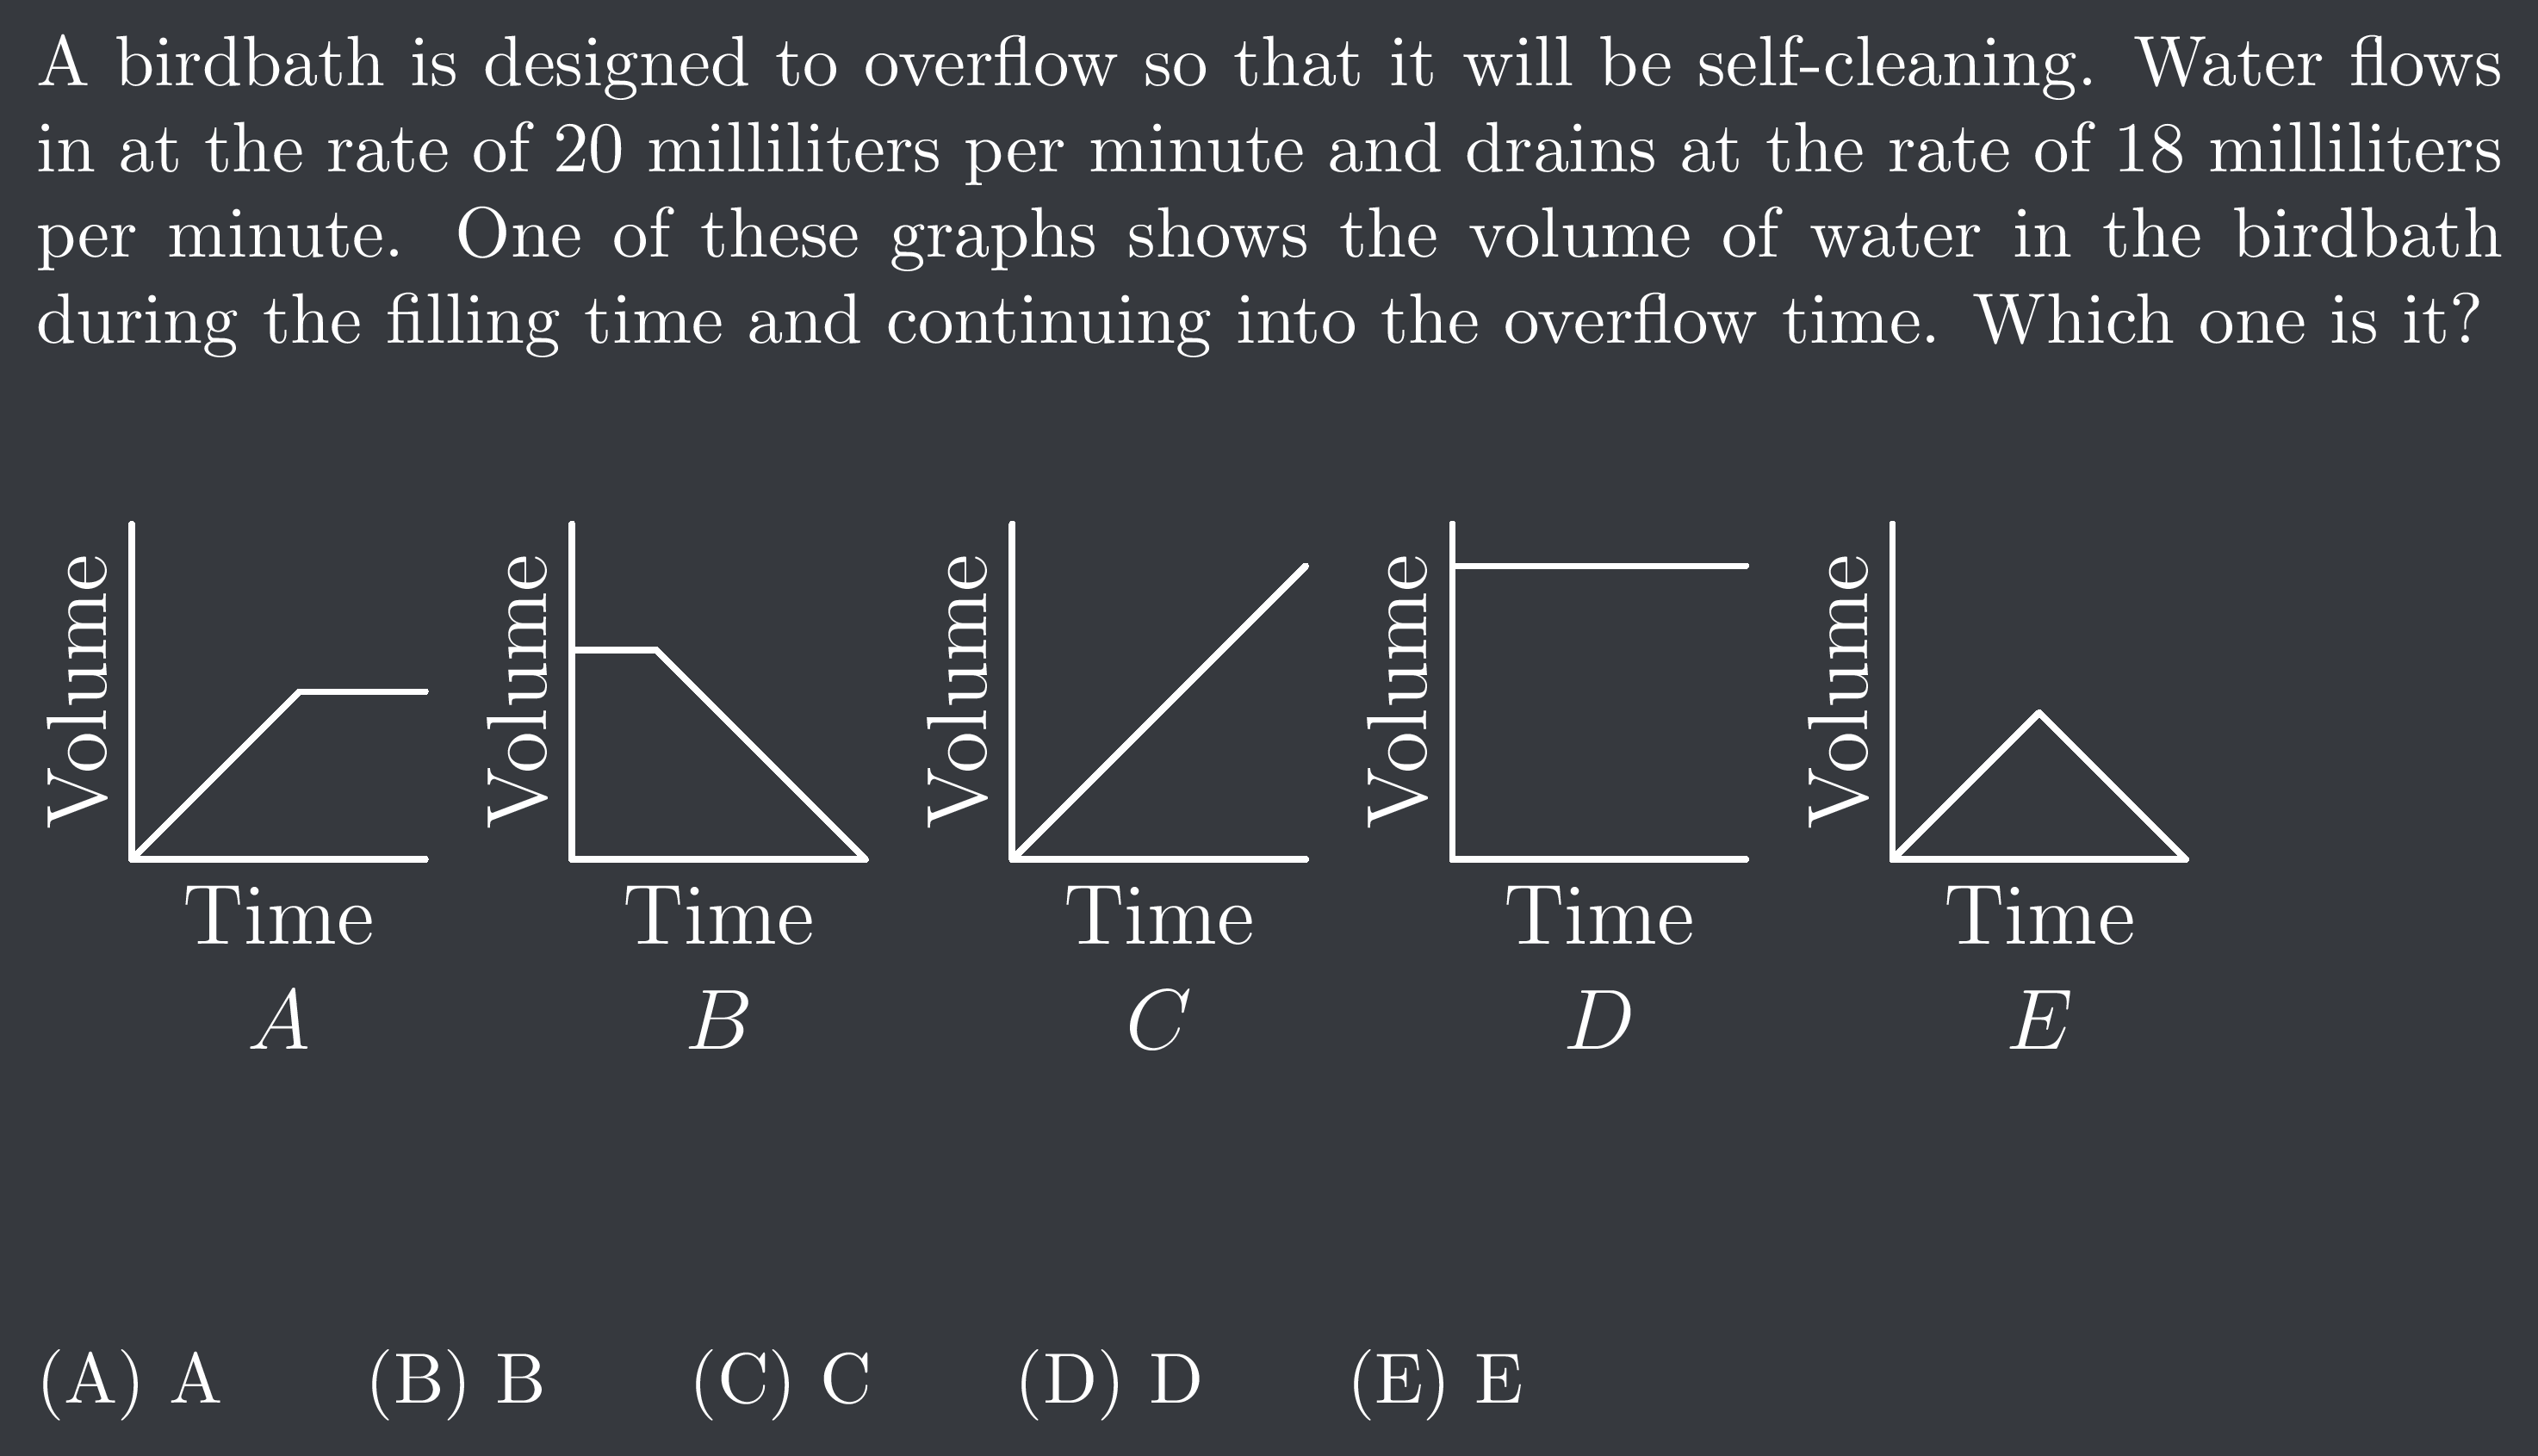 A birdbath is designed to overflow so that it will be self-cleaning. Water flows
in at the rate of 20 milliliters per minute and drains at the rate of 18 milliliters
per minute. One of these graphs shows the volume of water in the birdbath
during the filling time and continuing into the overflow time. Which one is it?
Volume Volume Volume Volume Volume
Time Time Time Time Time
A B C D E
(A) A (B) B (C) C (D) D (E) E